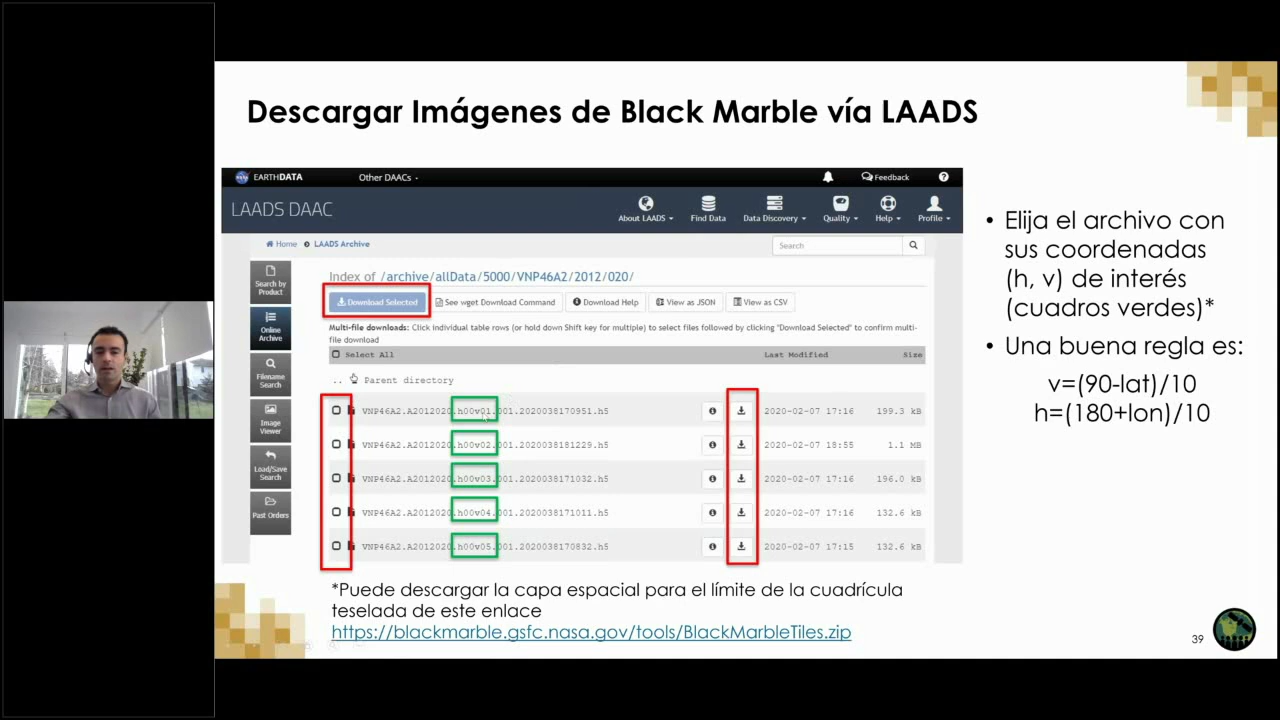 Descargar Imágenes de Black Marble vía LAADS
EARTHDATA Other DAACs Feedback
LAADS DAAC
About LAADS Find Data Data Discovery Quality Help Profile
Home LAADS Archive
Search
Search by Product
Online Archive
Filename Search
Image Viewer
Load/Save Search
Past Orders
Index of /archive/allData/5000/VNP46A2/2012/020/
Download Selected See wget Download Command Download Help View as JSON View as CSV
Multi-file downloads: Click individual table rows (or hold down Shift key for multiple) to select files followed by clicking "Download Selected" to confirm multi-
file download
Select All Last Modified Size
.. Parent directory
VNP46A2.A2012020.h00v01.001.2020038170951.h5 2020-02-07 17:16 199.3 kB
VNP46A2.A2012020.h00v02.001.2020038181229.h5 2020-02-07 18:55 1.1 MB
VNP46A2.A2012020.h00v03.001.2020038171032.h5 2020-02-07 17:16 196.0 kB
VNP46A2.A2012020.h00v04.001.2020038171011.h5 2020-02-07 17:16 132.6 kB
VNP46A2.A2012020.h00v05.001.2020038170832.h5 2020-02-07 17:15 132.6 kB
• Elija el archivo con
sus coordenadas
(h, v) de interés
(cuadros verdes)*
• Una buena regla es:
v=(90-lat)/10
h=(180+lon)/10
*Puede descargar la capa espacial para el límite de la cuadrícula
teselada de este enlace
https://blackmarble.gsfc.nasa.gov/tools/BlackMarbleTiles.zip
39